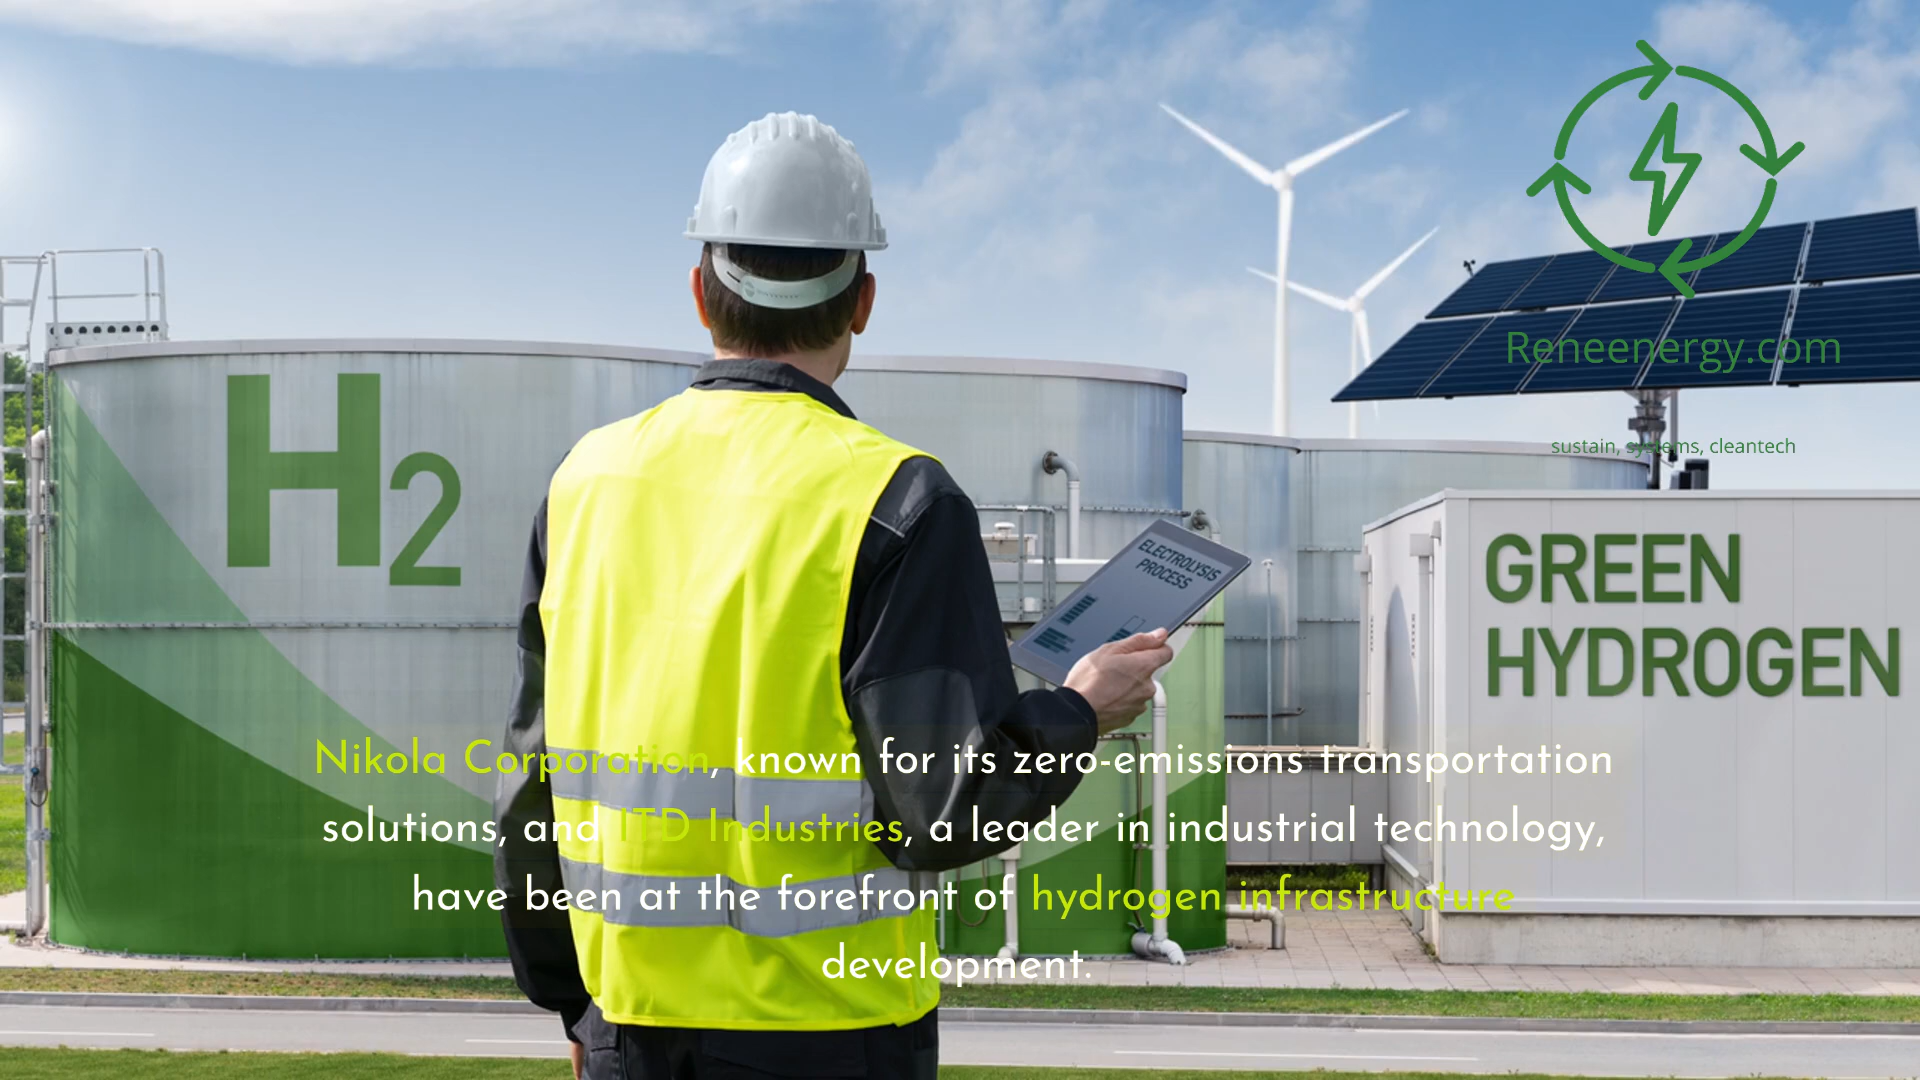 Reneenergy.com
sustain, systems, cleantech
H2
ELECTROLYSIS
PROCESS
GREEN
HYDROGEN
Nikola Corporation, known for its zero-emissions transportation
solutions, and ITD Industries, a leader in industrial technology,
have been at the forefront of hydrogen infrastructure
development.